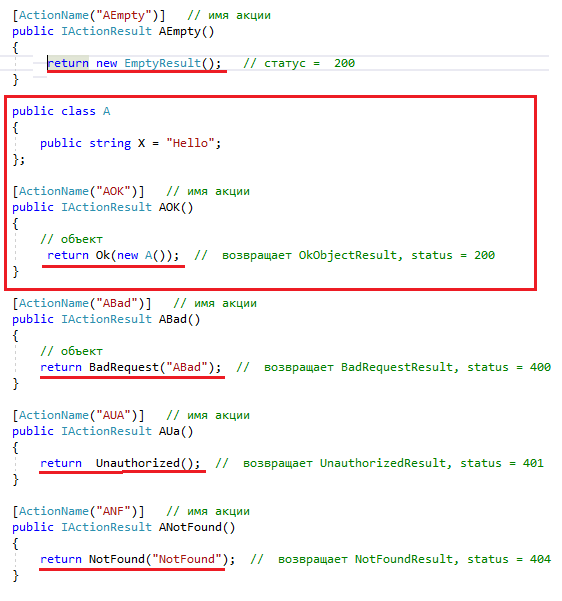 [ActionName("AEmpty")]   // имя акции
public IActionResult AEmpty()
{
    return new EmptyResult();   // статус =  200
}
public class A
{
    public string X = "Hello";
};
[ActionName("AOK")]   // имя акции
public IActionResult AOK()
{
    // объект
     return Ok(new A());  //  возвращает OkObjectResult, status = 200
}
[ActionName("ABad")]   // имя акции
public IActionResult ABad()
{
    // объект
    return BadRequest("ABad");  //  возвращает BadRequestResult, status = 400
}
[ActionName("AUA")]   // имя акции
public IActionResult AUa()
{
    return  Unauthorized();  //  возвращает UnauthorizedResult, status = 401
}
[ActionName("ANF")]   // имя акции
public IActionResult ANotFound()
{
    return NotFound("NotFound");  //  возвращает NotFoundResult, status = 404
}